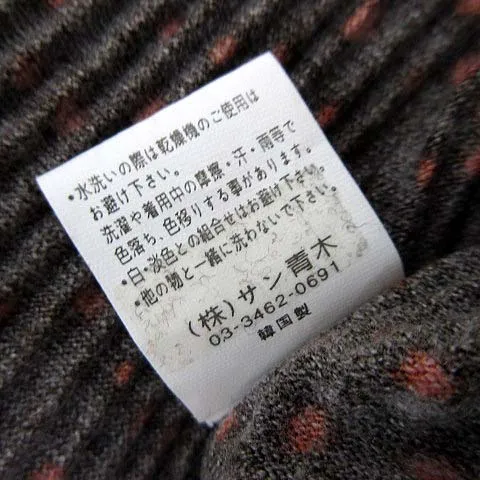 ・水洗いの際は乾燥機のご使用は
お避け下さい。
洗濯や着用中の摩擦・汗・雨等で
色落ち、色移りする事があります。
・白・淡色との組合せはお避け下さい。
・他の物と一緒に洗わないで下さい。
(株)サン青木
03-3462-0691
韓国製